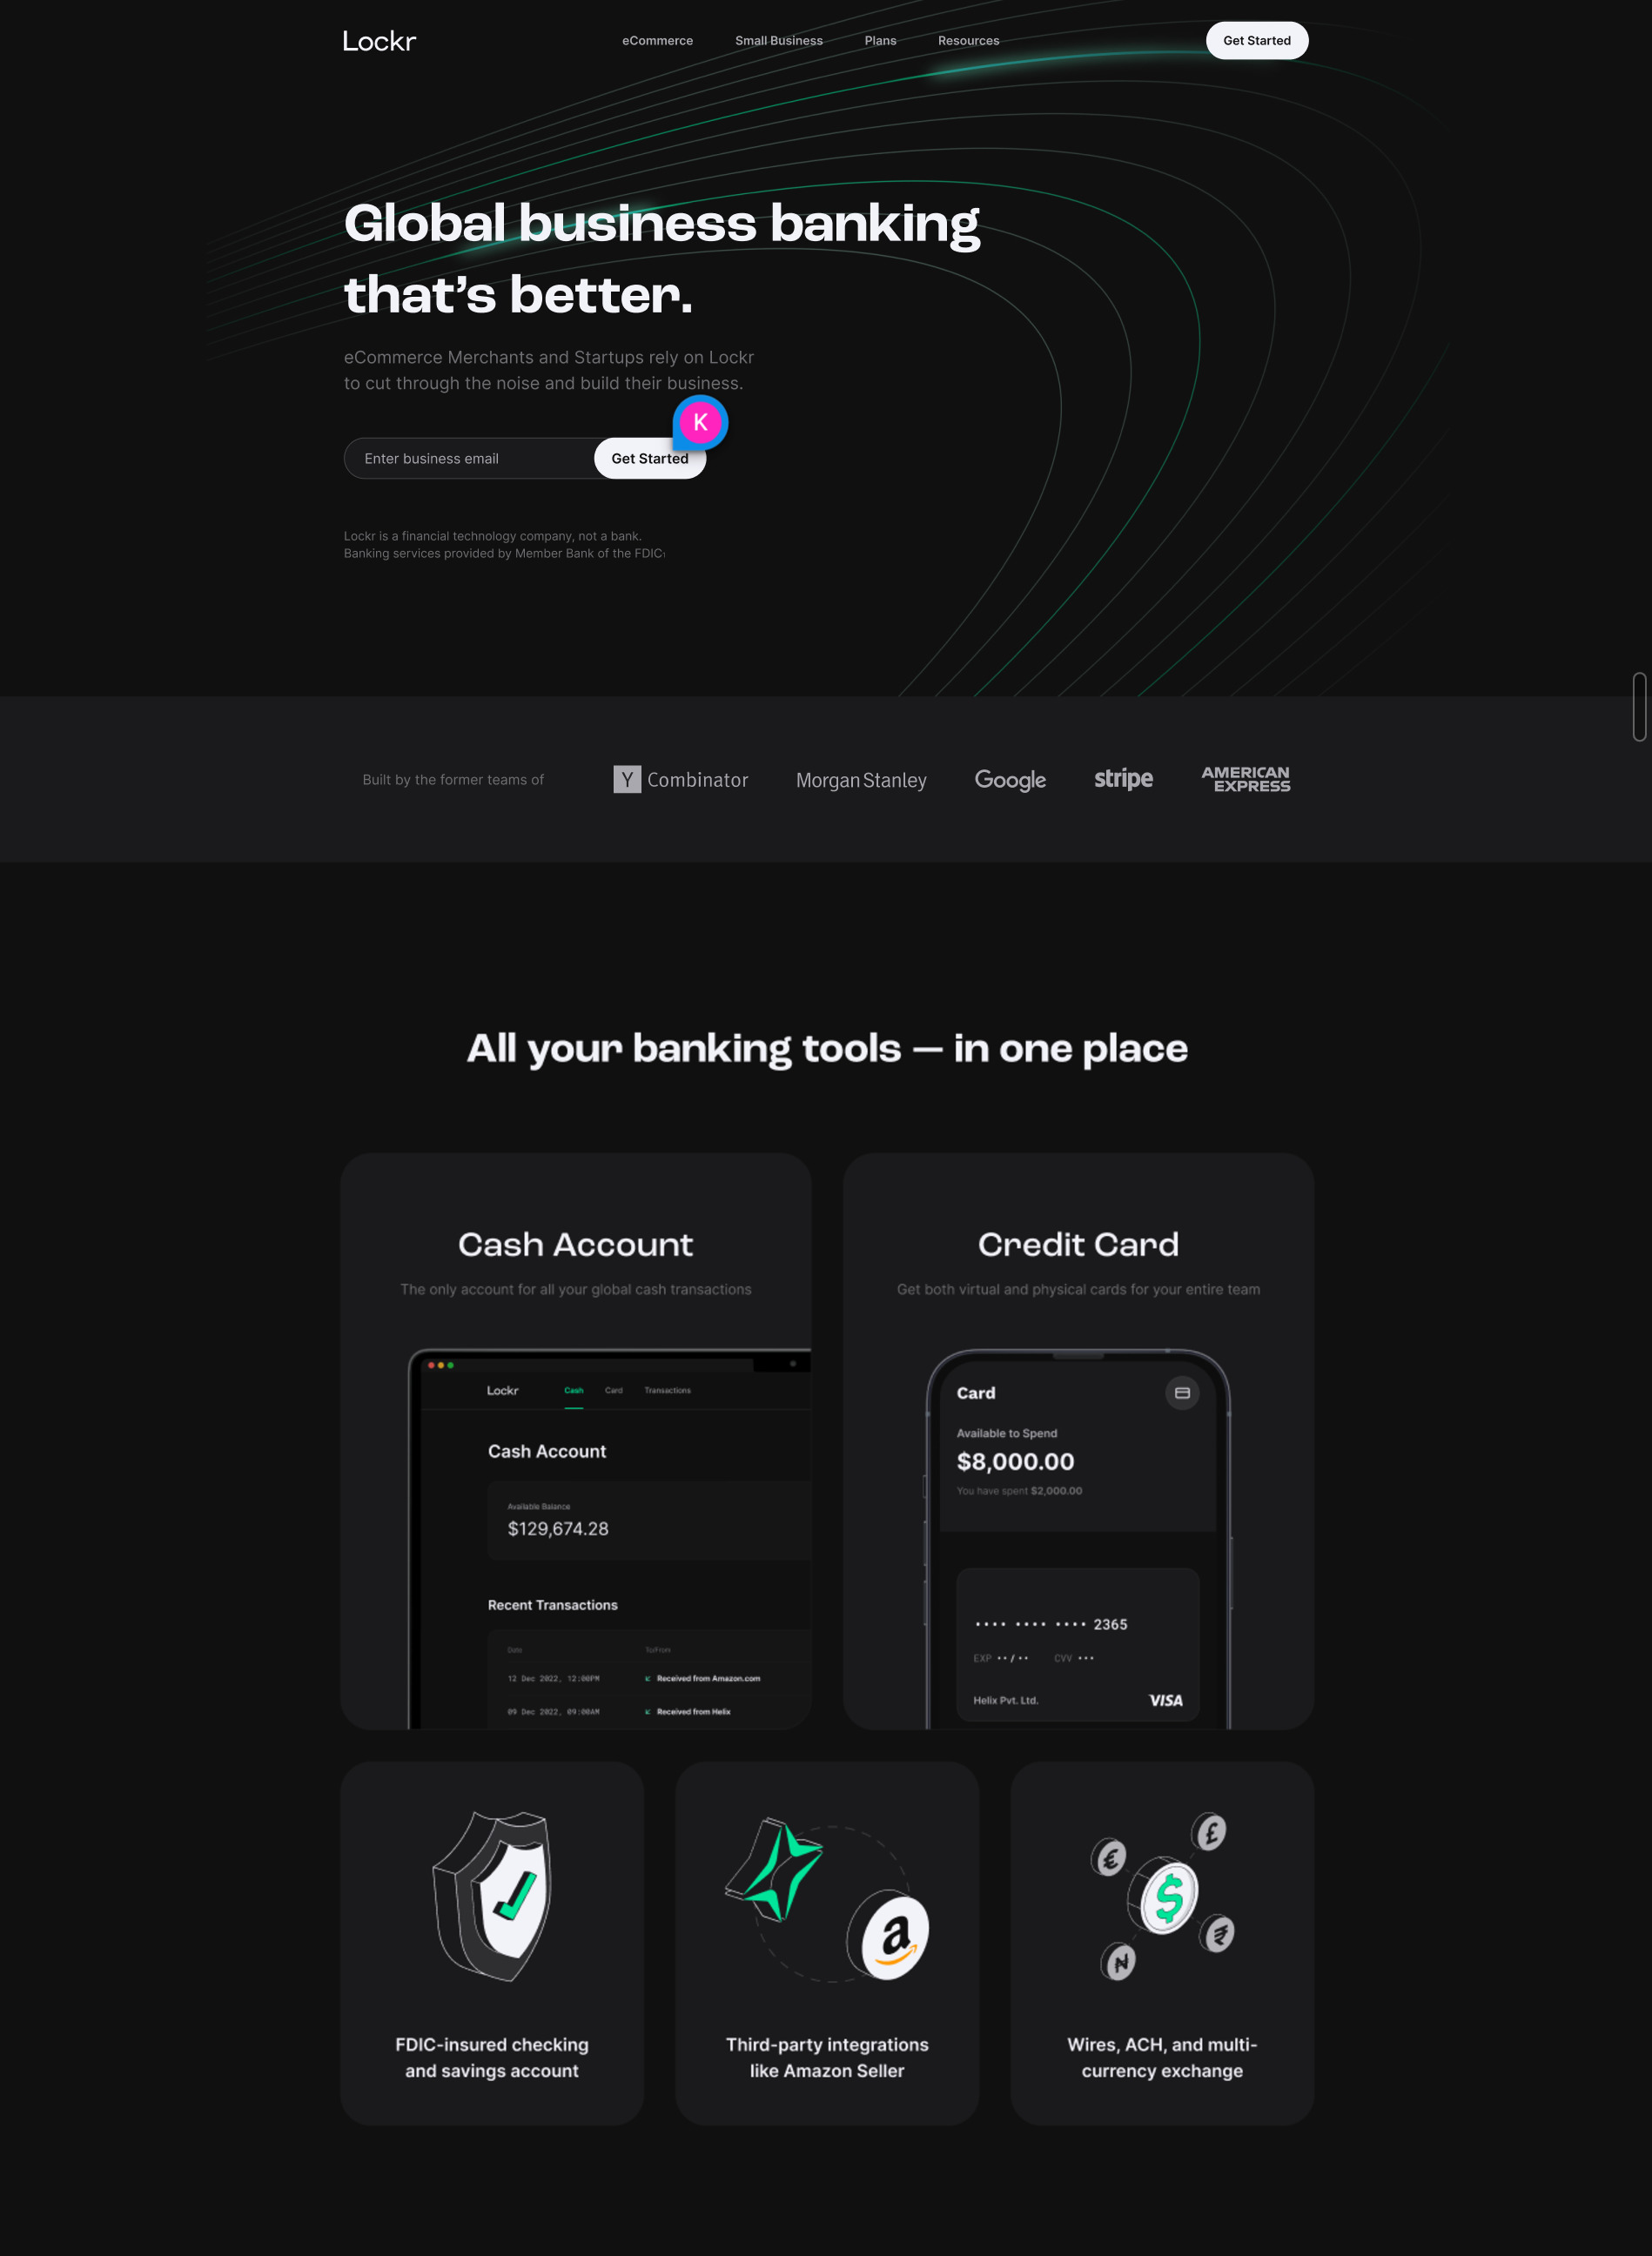 Lockr
eCommerce
Small Business
Plans
Resources
Get Started
Global business banking
that’s better.
eCommerce Merchants and Startups rely on Lockr
to cut through the noise and build their business.
K
Enter business email
Get Started
Lockr is a financial technology company, not a bank.
Banking services provided by Member Bank of the FDIC1
Built by the former teams of
Y Combinator
Morgan Stanley
Google
stripe
AMERICAN
EXPRESS
All your banking tools — in one place
Cash Account
The only account for all your global cash transactions
Lockr
Cash
Card
Transactions
Cash Account
Available Balance
$129,674.28
Recent Transactions
Date
To/From
12 Dec 2022, 12:00PM
Received from Amazon.com
09 Dec 2022, 09:00AM
Received from Helix
Credit Card
Get both virtual and physical cards for your entire team
Card
Available to Spend
$8,000.00
You have spent $2,000.00
•••• •••• •••• 2365
EXP ••/•• CVV •••
Helix Pvt. Ltd.
VISA
FDIC-insured checking
and savings account
a
Third-party integrations
like Amazon Seller
£
€
$
₹
₦
Wires, ACH, and multi-
currency exchange